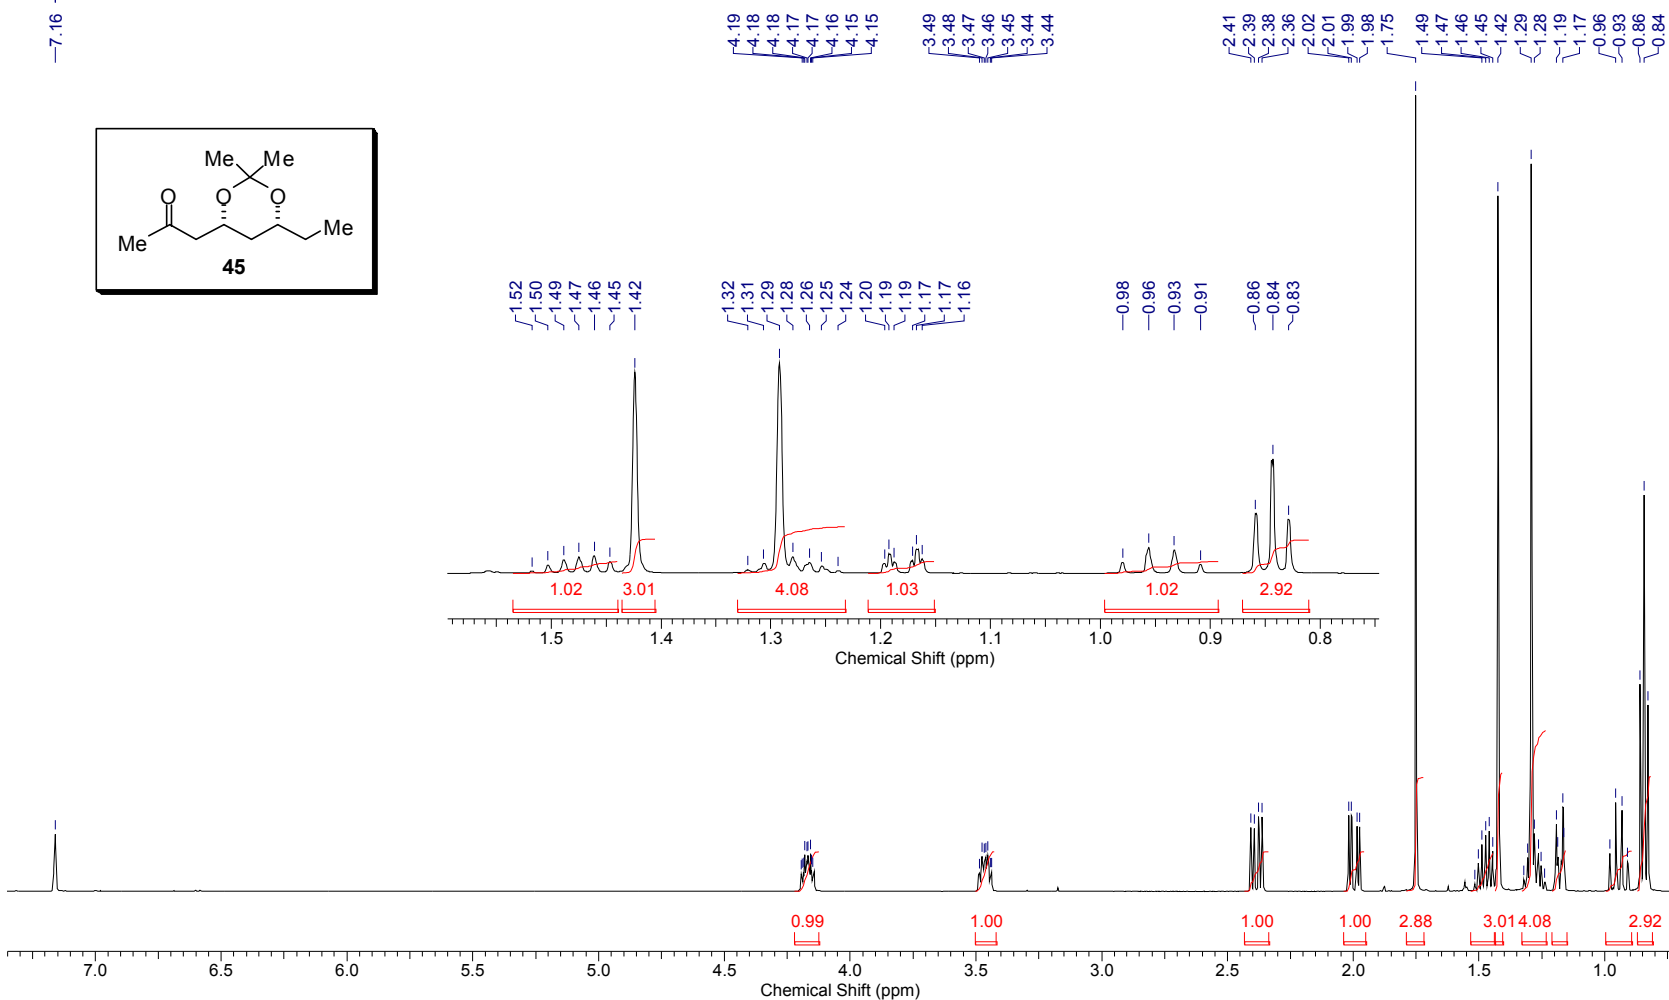 7.16
4.19 4.18 4.18 4.17 4.17 4.16 4.15 4.15
3.49 3.48 3.47 3.46 3.45 3.44 3.44
2.41 2.39 2.38 2.36 2.02 2.01 1.99 1.98 1.75 1.49 1.47 1.46 1.45 1.42 1.29 1.28 1.19 1.17 0.96 0.93 0.86 0.84
Me Me
O O O
Me Me
45
1.52 1.50 1.49 1.47 1.46 1.45 1.42
1.32 1.31 1.29 1.28 1.26 1.25 1.24 1.20 1.19 1.19 1.17 1.17 1.16
0.98 0.96 0.93 0.91 0.86 0.84 0.83
1.02 3.01 4.08 1.03 1.02 2.92
1.5 1.4 1.3 1.2 1.1 1.0 0.9 0.8
Chemical Shift (ppm)
0.99 1.00 1.00 1.00 2.88 3.01 4.08 2.92
7.0 6.5 6.0 5.5 5.0 4.5 4.0 3.5 3.0 2.5 2.0 1.5 1.0
Chemical Shift (ppm)